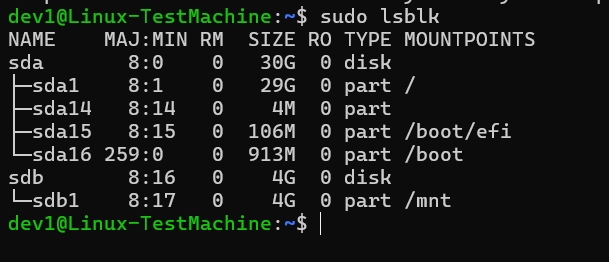 dev1@Linux-TestMachine:~$ sudo lsblk
NAME    MAJ:MIN RM   SIZE RO TYPE MOUNTPOINTS
sda       8:0    0    30G  0 disk
├─sda1    8:1    0    29G  0 part /
├─sda14   8:14   0     4M  0 part
├─sda15   8:15   0   106M  0 part /boot/efi
└─sda16 259:0    0   913M  0 part /boot
sdb       8:16   0     4G  0 disk
└─sdb1    8:17   0     4G  0 part /mnt
dev1@Linux-TestMachine:~$